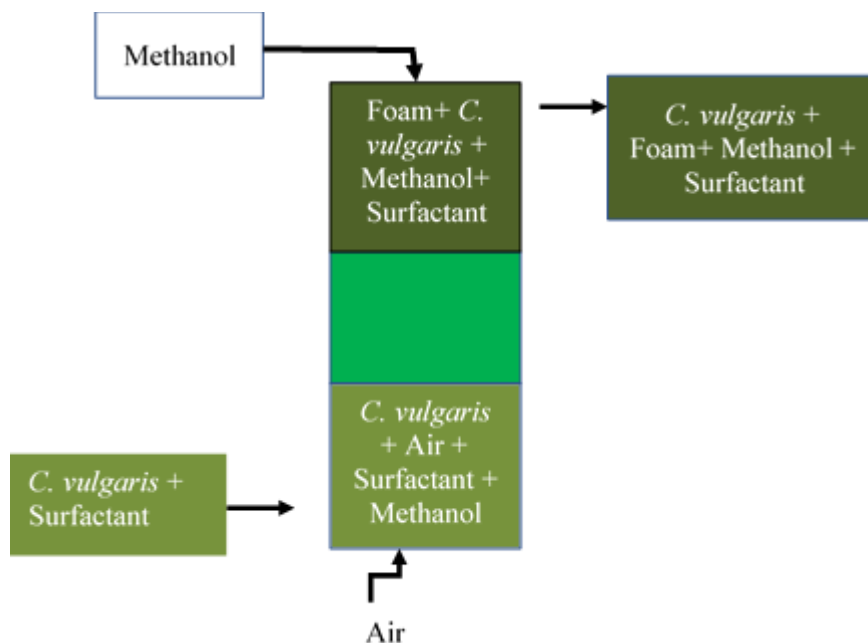 Methanol
Foam+ C.
vulgaris +
Methanol+
Surfactant
C. vulgaris +
Foam+ Methanol +
Surfactant
C. vulgaris
+ Air +
Surfactant +
Methanol
C. vulgaris +
Surfactant
Air